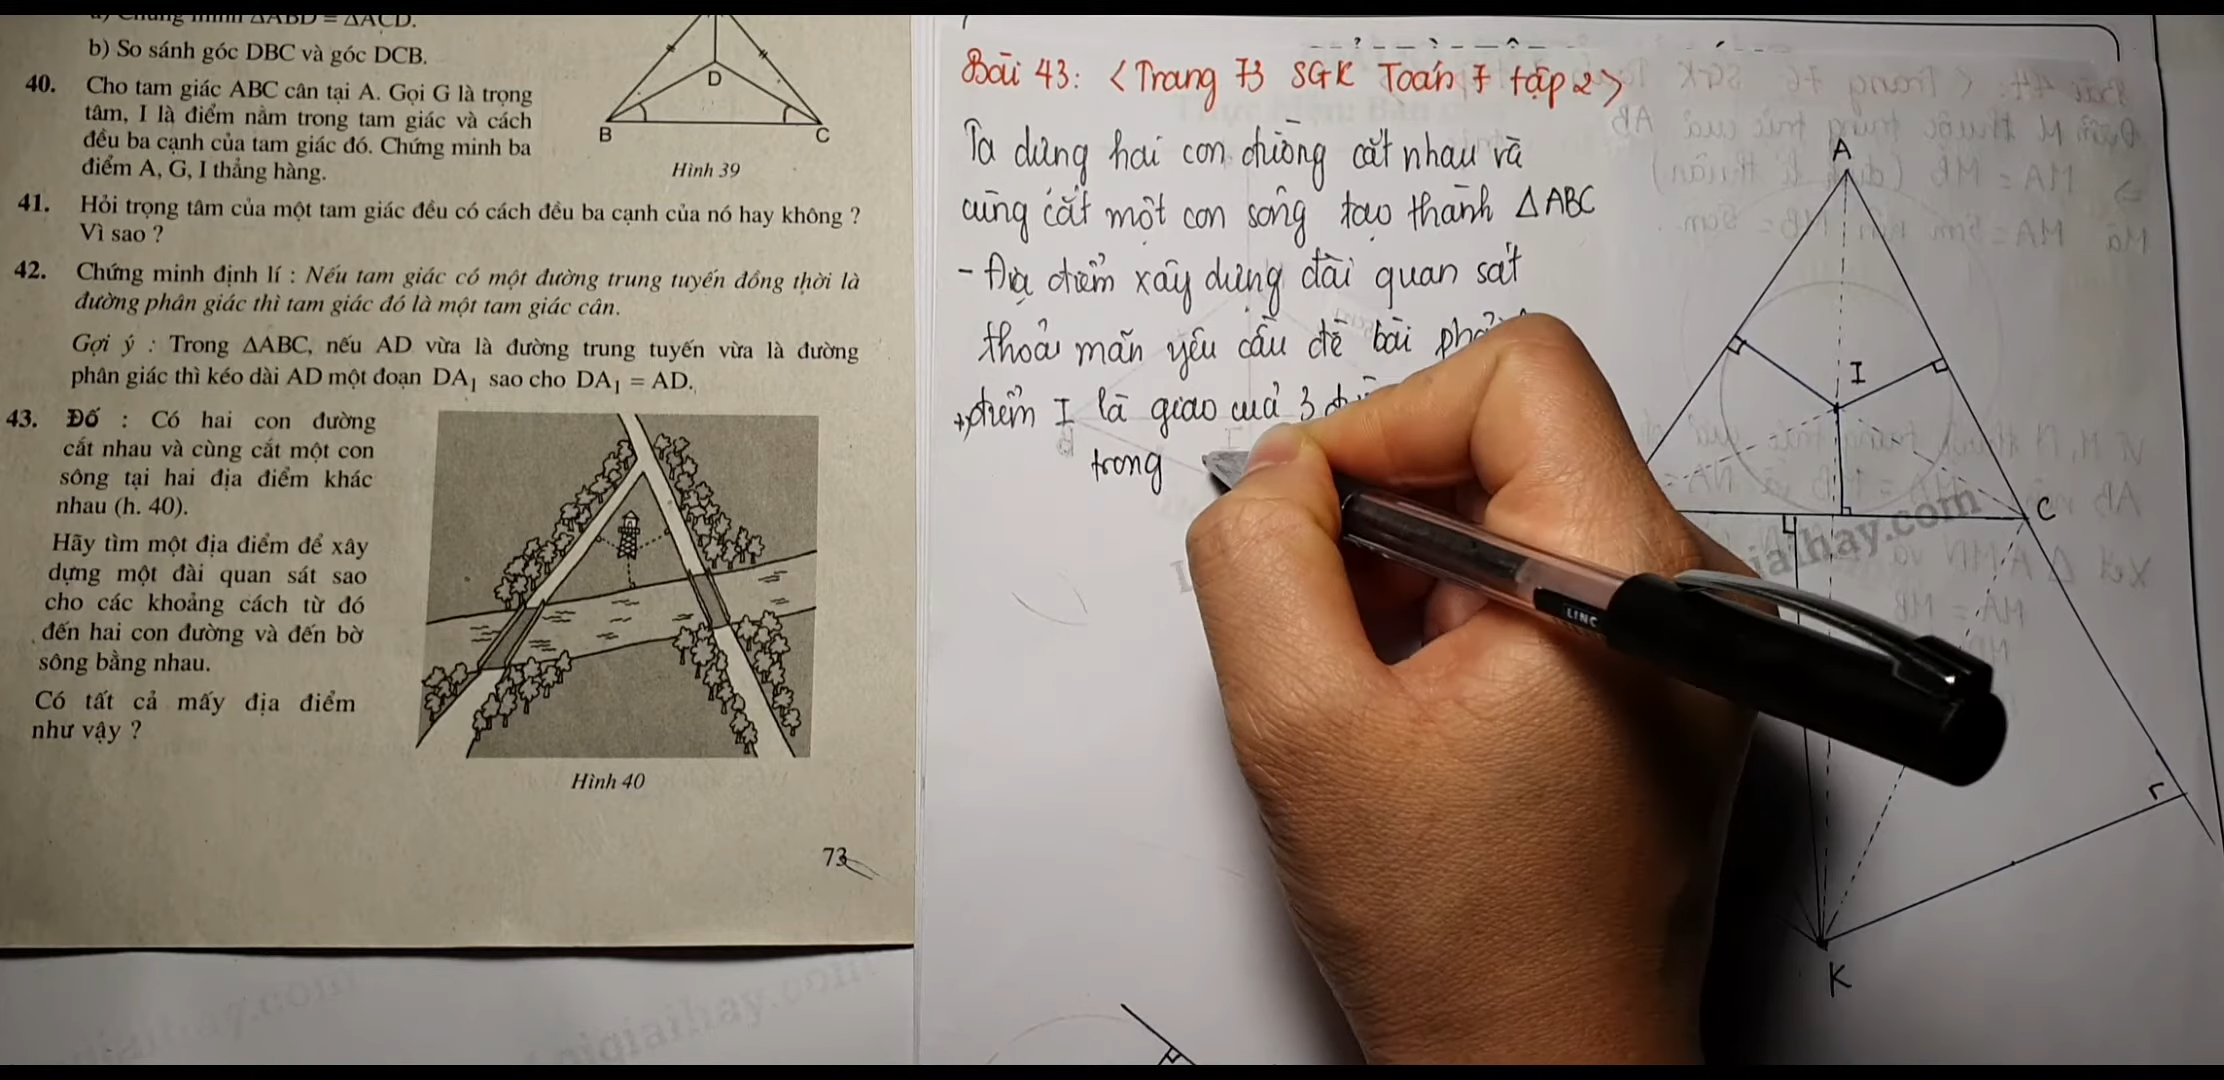 b) So sánh góc DBC và góc DCB.
40. Cho tam giác ABC cân tại A. Gọi G là trọng
tâm, I là điểm nằm trong tam giác và cách
đều ba cạnh của tam giác đó. Chứng minh ba
điểm A, G, I thẳng hàng.
D
B
C
Hình 39
41. Hỏi trọng tâm của một tam giác đều có cách đều ba cạnh của nó hay không ?
Vì sao ?
42. Chứng minh định lí : Nếu tam giác có một đường trung tuyến đồng thời là
đường phân giác thì tam giác đó là một tam giác cân.
Gợi ý : Trong ΔABC, nếu AD vừa là đường trung tuyến vừa là đường
phân giác thì kéo dài AD một đoạn DA₁ sao cho DA₁ = AD.
43. Đố : Có hai con đường
cắt nhau và cùng cắt một con
sông tại hai địa điểm khác
nhau (h. 40).
Hãy tìm một địa điểm để xây
dựng một đài quan sát sao
cho các khoảng cách từ đó
đến hai con đường và đến bờ
sông bằng nhau.
Có tất cả mấy địa điểm
như vậy ?
Hình 40
73
Bài 43: <Trang 73 SGK Toán 7 tập 2>
Ta dựng hai con đường cắt nhau và
cùng cắt một con sông tạo thành ΔABC
- Địa điểm xây dựng đài quan sát
thoả mãn yêu cầu đề bài
+, điểm I là giao của 3
trong
A
I
C
K
LINC
giaihay.com